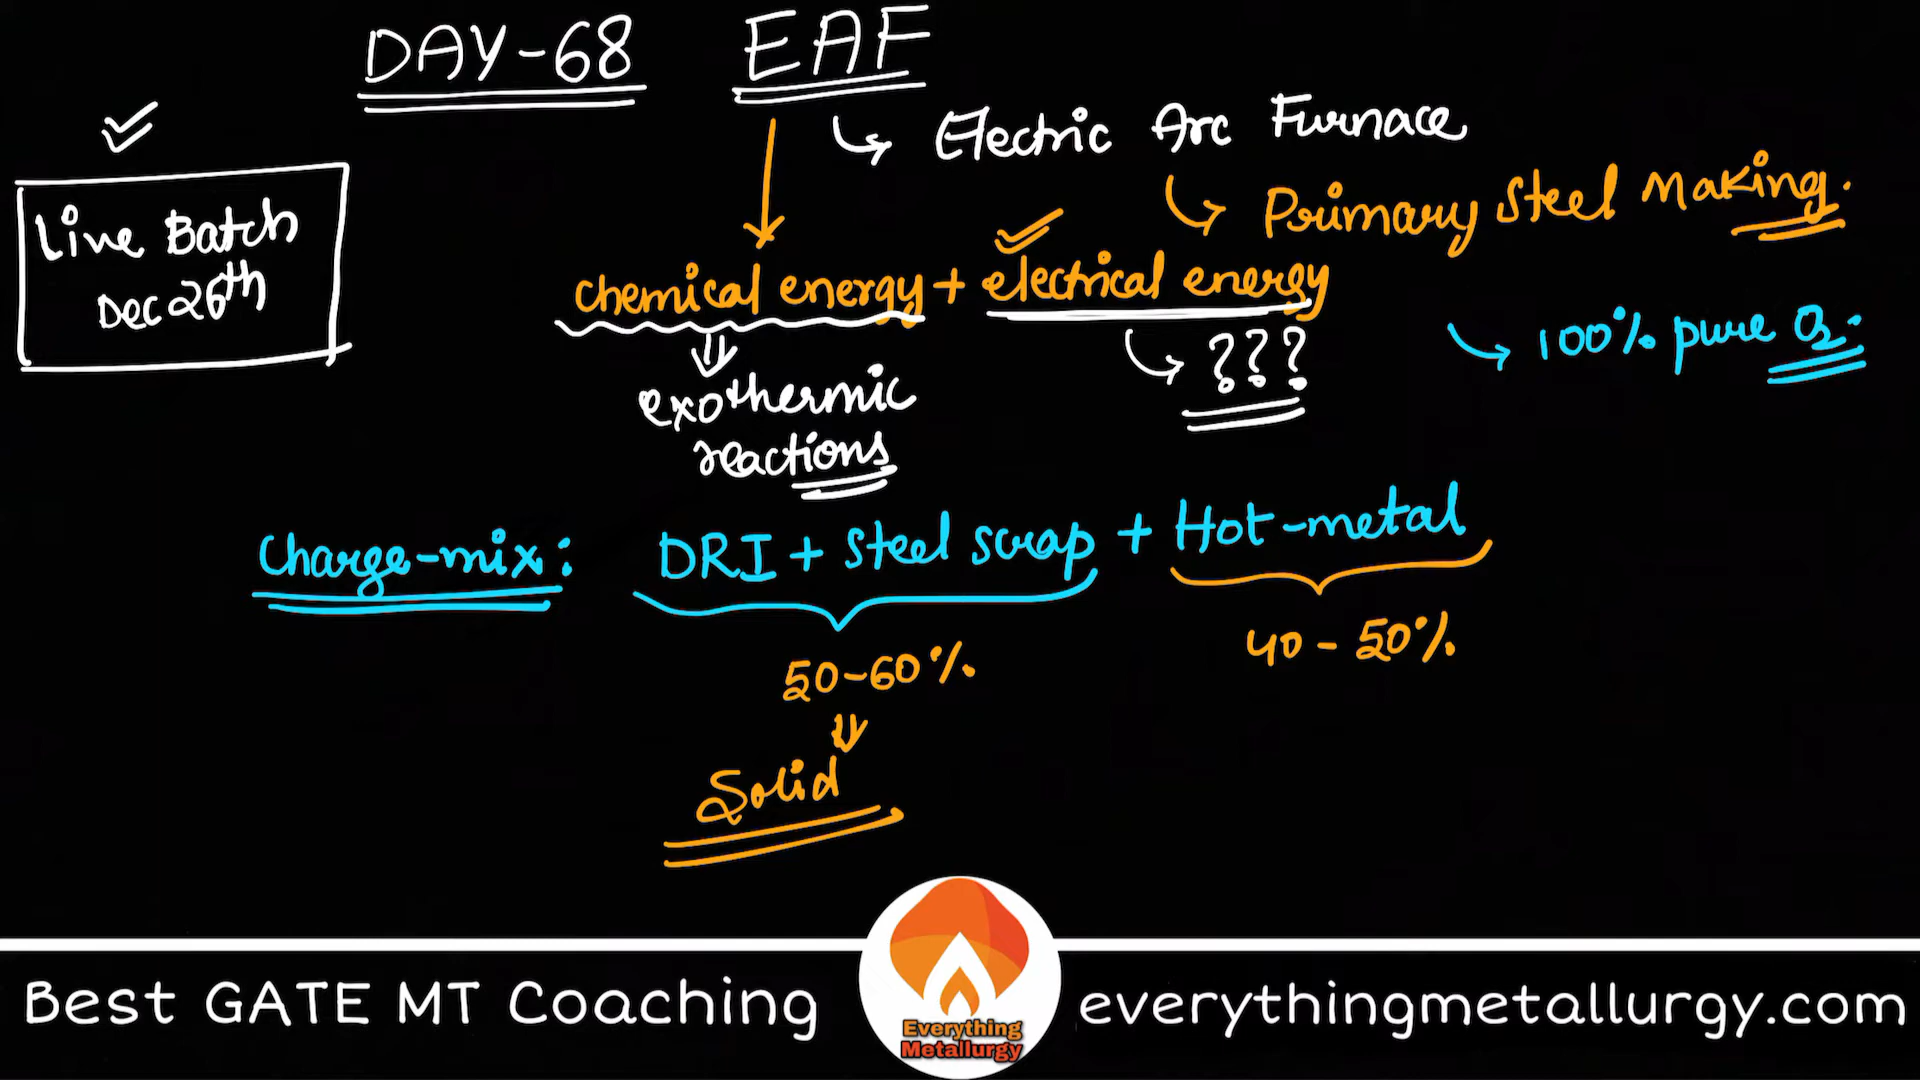 DAY-68 EAF
Electric Arc Furnace
Primary Steel Making.
Live Batch
Dec 26th
chemical energy + electrical energy
???
100% pure O2.
exothermic
reactions
Charge-mix: DRI + Steel scrap + Hot-metal
50-60%
40-50%
Solid
Best GATE MT Coaching
Everything
Metallurgy
everythingmetallurgy.com